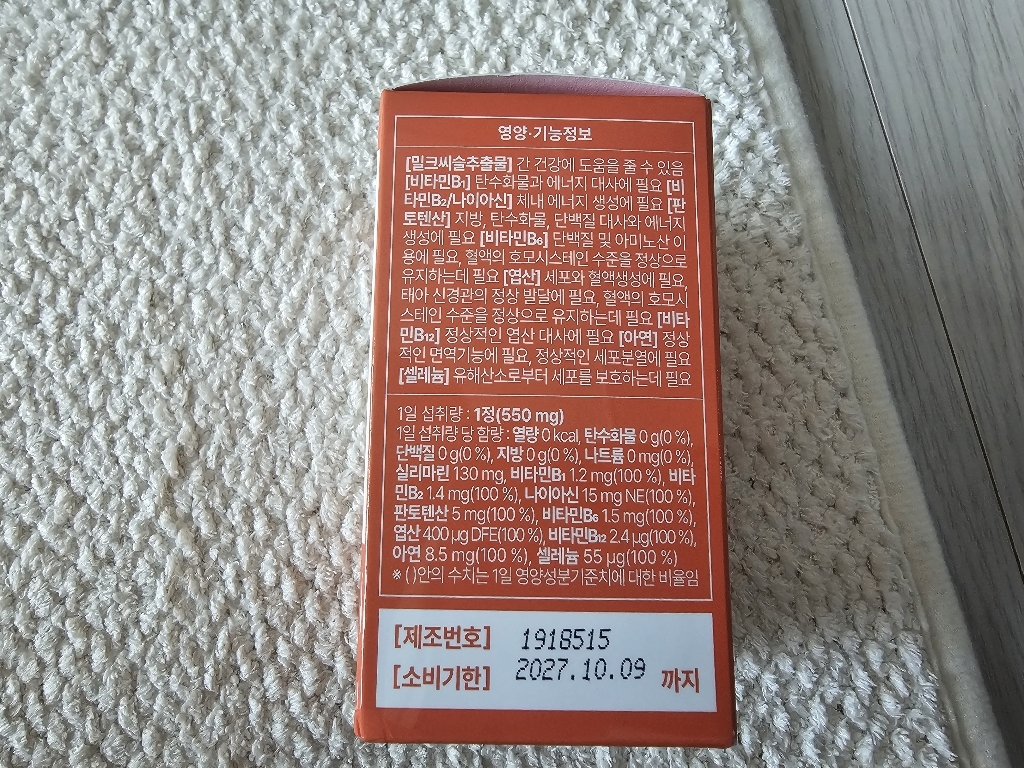 영양·기능정보
[밀크씨슬추출물] 간 건강에 도움을 줄 수 있음
[비타민B₁] 탄수화물과 에너지 대사에 필요 [비
타민B₂/나이아신] 체내 에너지 생성에 필요 [판
토텐산] 지방, 탄수화물, 단백질 대사와 에너지
생성에 필요 [비타민B₆] 단백질 및 아미노산 이
용에 필요, 혈액의 호모시스테인 수준을 정상으로
유지하는데 필요 [엽산] 세포와 혈액생성에 필요,
태아 신경관의 정상 발달에 필요, 혈액의 호모시
스테인 수준을 정상으로 유지하는데 필요 [비타
민B₁₂] 정상적인 엽산 대사에 필요 [아연] 정상
적인 면역기능에 필요, 정상적인 세포분열에 필요
[셀레늄] 유해산소로부터 세포를 보호하는데 필요
1일 섭취량 : 1정(550 mg)
1일 섭취량 당 함량 : 열량 0 kcal, 탄수화물 0 g(0 %),
단백질 0 g(0 %), 지방 0 g(0 %), 나트륨 0 mg(0 %),
실리마린 130 mg, 비타민B₁ 1.2 mg(100 %), 비타
민B₂ 1.4 mg(100 %), 나이아신 15 mg NE(100 %),
판토텐산 5 mg(100 %), 비타민B₆ 1.5 mg(100 %),
엽산 400 µg DFE(100 %), 비타민B₁₂ 2.4 µg(100 %),
아연 8.5 mg(100 %), 셀레늄 55 µg(100 %)
※ ( )안의 수치는 1일 영양성분기준치에 대한 비율임
[제조번호] 1918515
[소비기한] 2027.10.09 까지